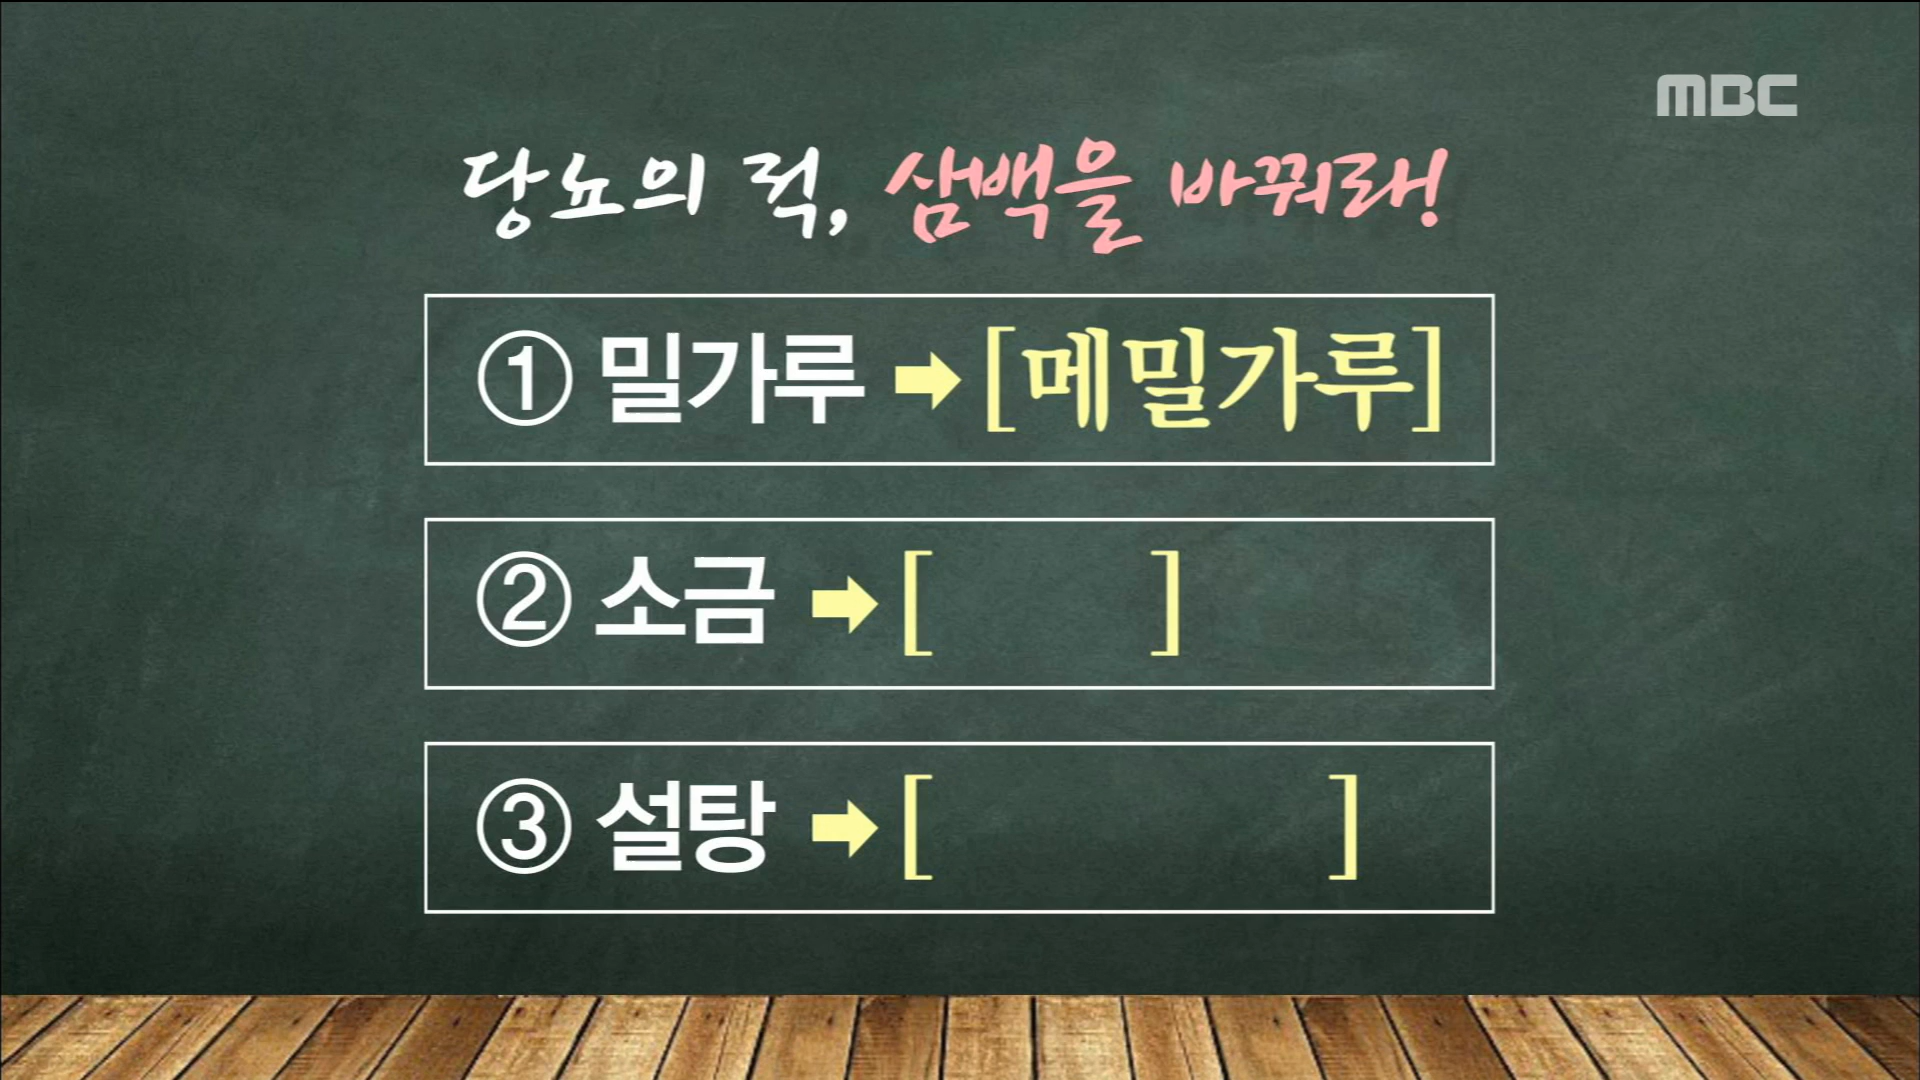 MBC
당뇨의 적, 삼백을 바꿔라!
① 밀가루 ➡ [메밀가루]
② 소금 ➡ [ ]
③ 설탕 ➡ [ ]